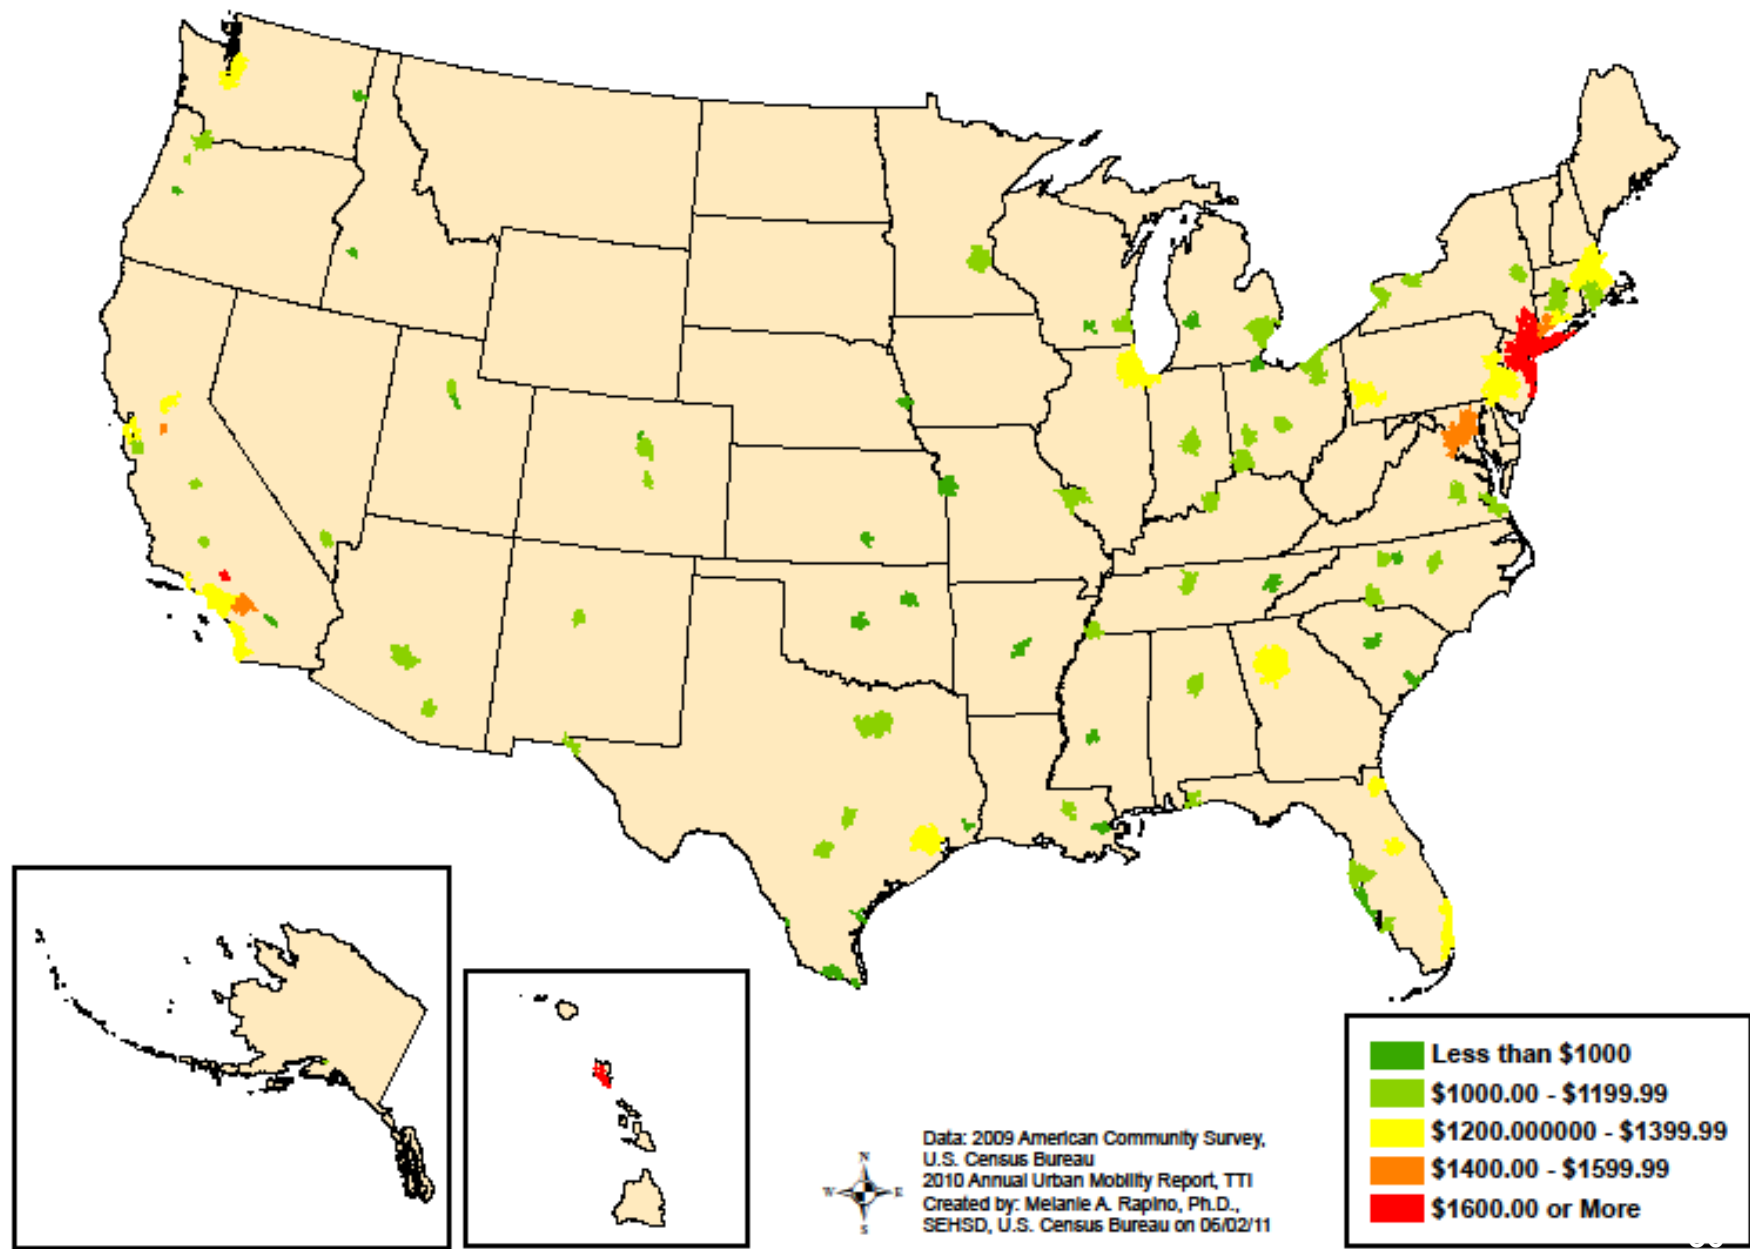 Less than $1000
$1000.00 - $1199.99
$1200.000000 - $1399.99
$1400.00 - $1599.99
$1600.00 or More
Data: 2009 American Community Survey,
U.S. Census Bureau
2010 Annual Urban Mobility Report, TTI
Created by: Melanie A. Rapino, Ph.D.,
SEHSD, U.S. Census Bureau on 06/02/11
N
W E
S